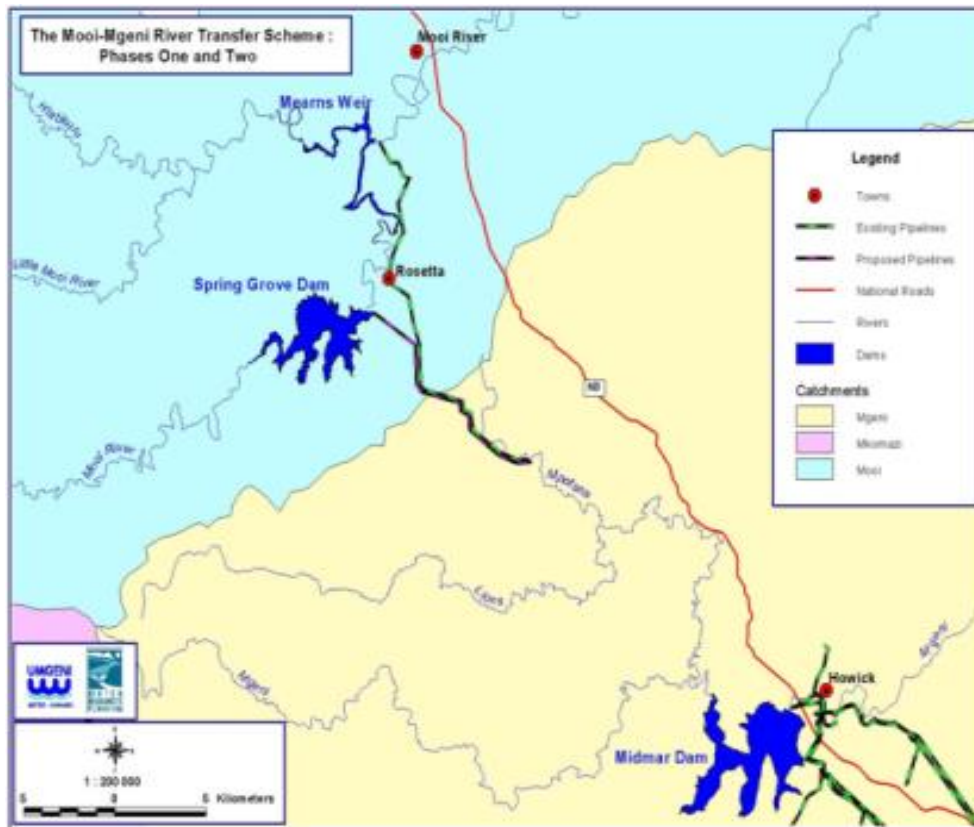 The Mooi-Mgeni River Transfer Scheme :
Phases One and Two
Mooi River
Mearns Weir
Little Mooi River
Rosetta
Spring Grove Dam
Mooi River
N3
Mpofana
Lions
Mgeni
Mgeni
Howick
Midmar Dam
Legend
Towns
Existing Pipelines
Proposed Pipelines
National Roads
Rivers
Dams
Catchments
Mgeni
Mkomazi
Mooi
UMGENI
1 : 200 000
5 0 5 Kilometers